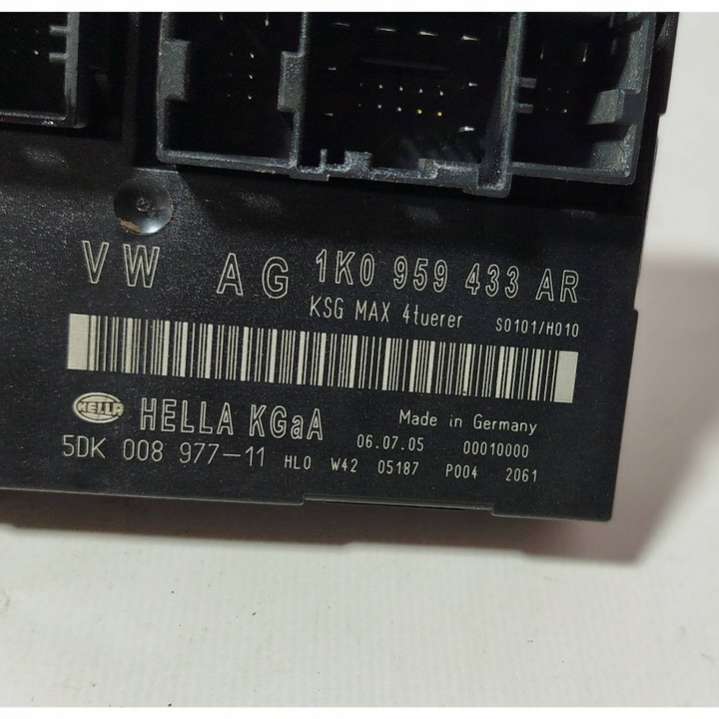 VW AG 1K0 959 433 AR
KSG MAX 4tuerer S0101/H010
HELLA HELLA KGaA Made in Germany
06.07.05 00010000
5DK 008 977-11 HL0 W42 05187 P004 2061